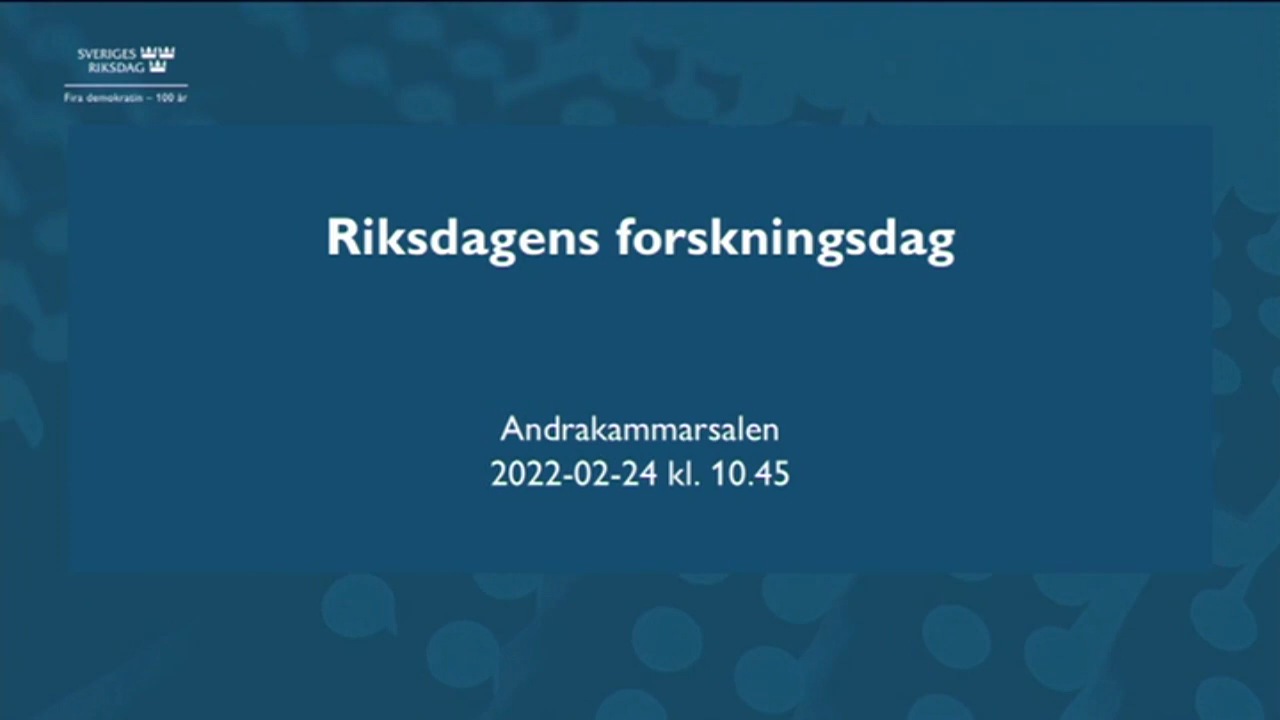 SVERIGES
RIKSDAG
Fira demokratin – 100 år
Riksdagens forskningsdag
Andrakammarsalen
2022-02-24 kl. 10.45